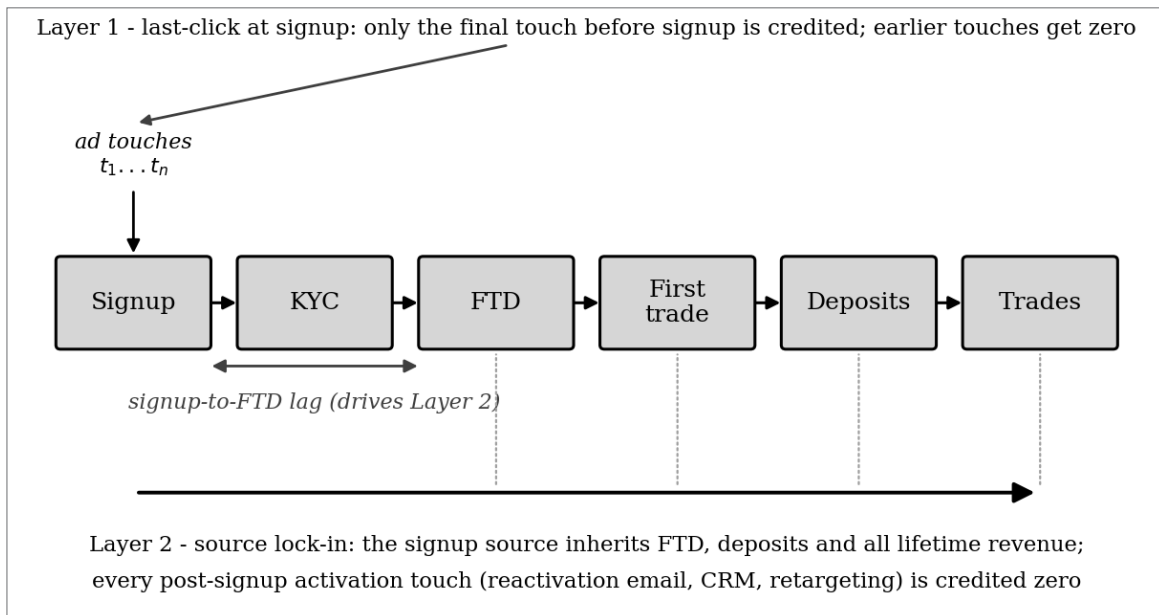 Layer 1 - last-click at signup: only the final touch before signup is credited; earlier touches get zero
ad touches
t₁...tₙ
Signup
KYC
FTD
First
trade
Deposits
Trades
signup-to-FTD lag (drives Layer 2)
Layer 2 - source lock-in: the signup source inherits FTD, deposits and all lifetime revenue;
every post-signup activation touch (reactivation email, CRM, retargeting) is credited zero